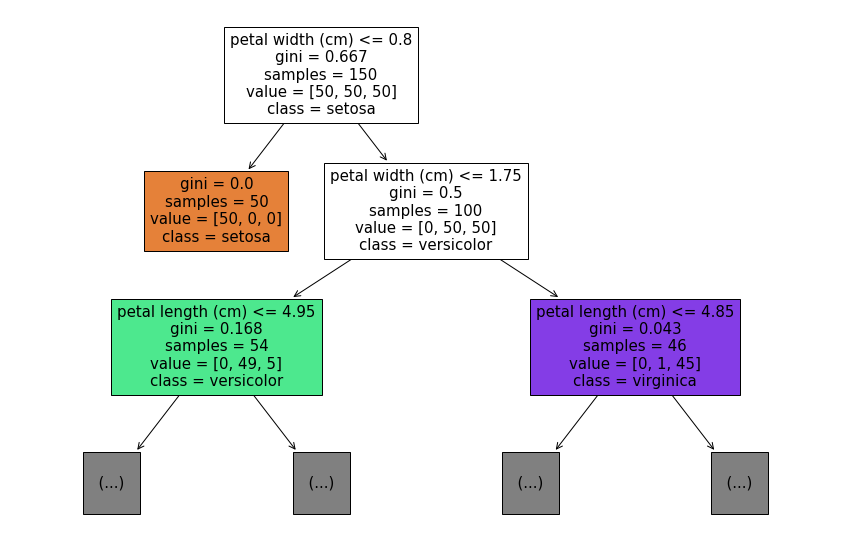 petal width (cm) <= 0.8
gini = 0.667
samples = 150
value = [50, 50, 50]
class = setosa
gini = 0.0
samples = 50
value = [50, 0, 0]
class = setosa
petal width (cm) <= 1.75
gini = 0.5
samples = 100
value = [0, 50, 50]
class = versicolor
petal length (cm) <= 4.95
gini = 0.168
samples = 54
value = [0, 49, 5]
class = versicolor
petal length (cm) <= 4.85
gini = 0.043
samples = 46
value = [0, 1, 45]
class = virginica
(...)
(...)
(...)
(...)